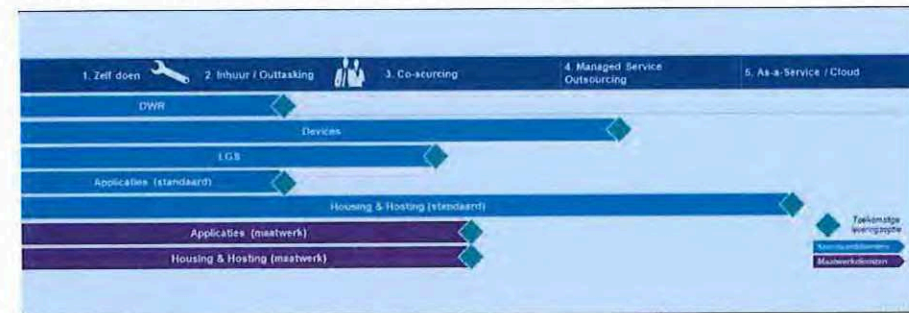 1. Zelf doen
2. Inhuur / Outtasking
3. Co-sourcing
4. Managed Service
Outsourcing
5. As-a-Service / Cloud
DWR
Devices
LGS
Applicaties (standaard)
Housing & Hosting (standaard)
Applicaties (maatwerk)
Housing & Hosting (maatwerk)
Toekomstige
leveringsoptie
Maatwerkdiensten